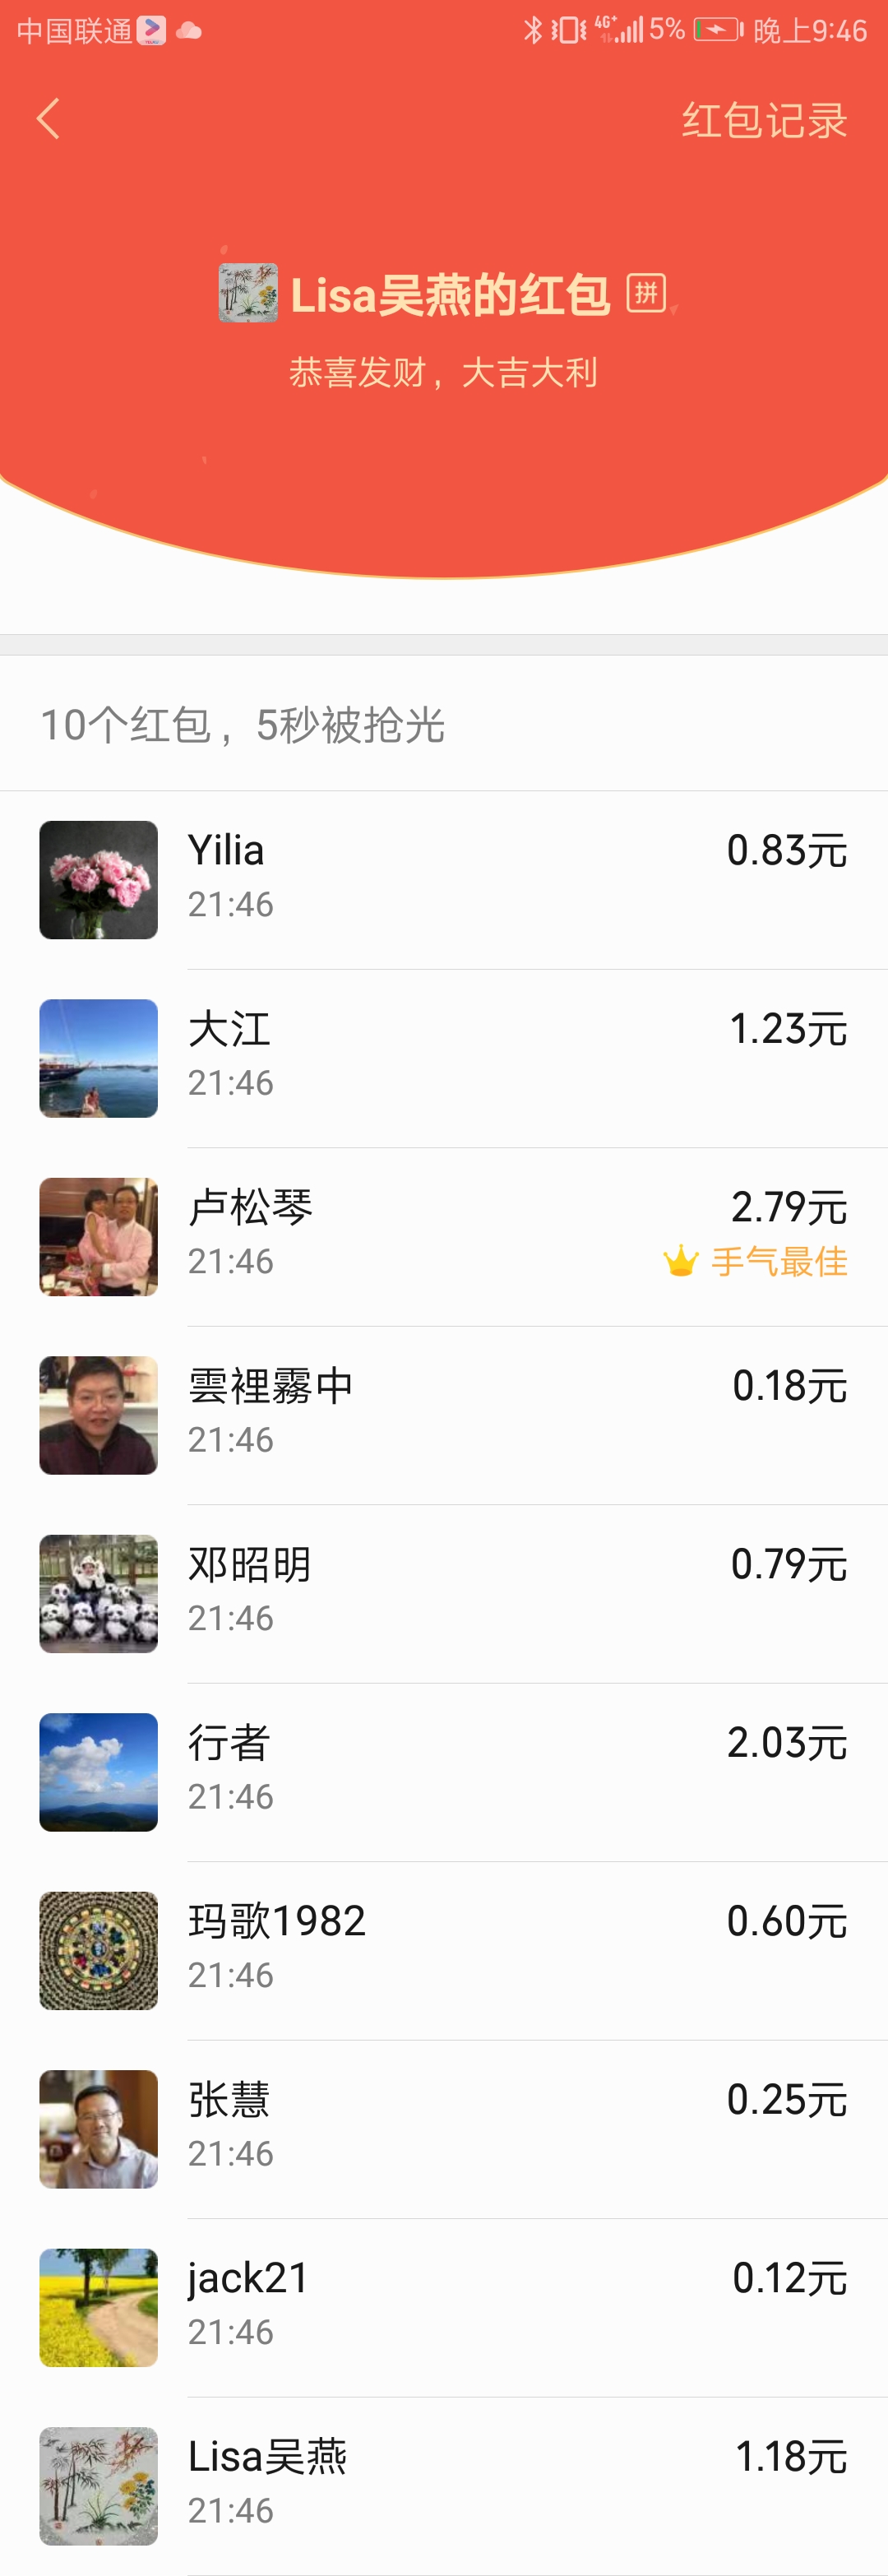 中国联通 4G+ 5% 晚上9:46
红包记录
Lisa吴燕的红包 拼
恭喜发财，大吉大利
10个红包，5秒被抢光
Yilia 0.83元
21:46
大江 1.23元
21:46
卢松琴 2.79元
21:46 手气最佳
雲裡霧中 0.18元
21:46
邓昭明 0.79元
21:46
行者 2.03元
21:46
玛歌1982 0.60元
21:46
张慧 0.25元
21:46
jack21 0.12元
21:46
Lisa吴燕 1.18元
21:46